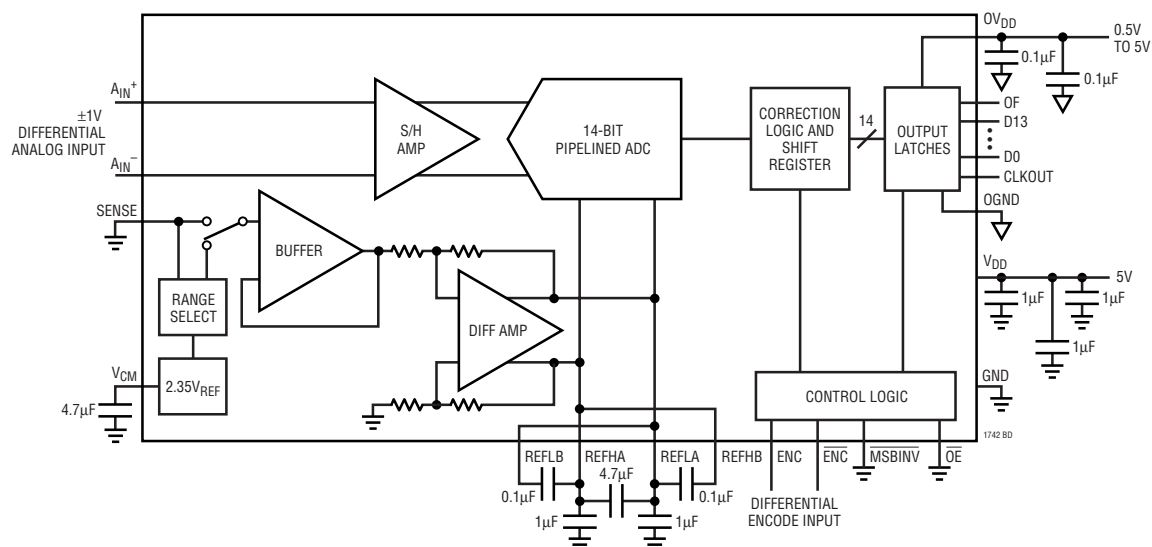 OVDD
0.5V
TO 5V
0.1µF
0.1µF
AIN+
±1V
DIFFERENTIAL
ANALOG INPUT
AIN–
S/H
AMP
14-BIT
PIPELINED ADC
CORRECTION
LOGIC AND
SHIFT
REGISTER
14
OUTPUT
LATCHES
OF
D13
D0
CLKOUT
OGND
SENSE
BUFFER
RANGE
SELECT
DIFF AMP
VDD
5V
1µF
1µF
1µF
VCM
2.35VREF
4.7µF
GND
CONTROL LOGIC
1742 BD
REFLB
REFHA
REFLA
REFHB
ENC
E̅N̅C̅
M̅S̅B̅I̅N̅V̅
O̅E̅
4.7µF
0.1µF
0.1µF
1µF
1µF
DIFFERENTIAL
ENCODE INPUT